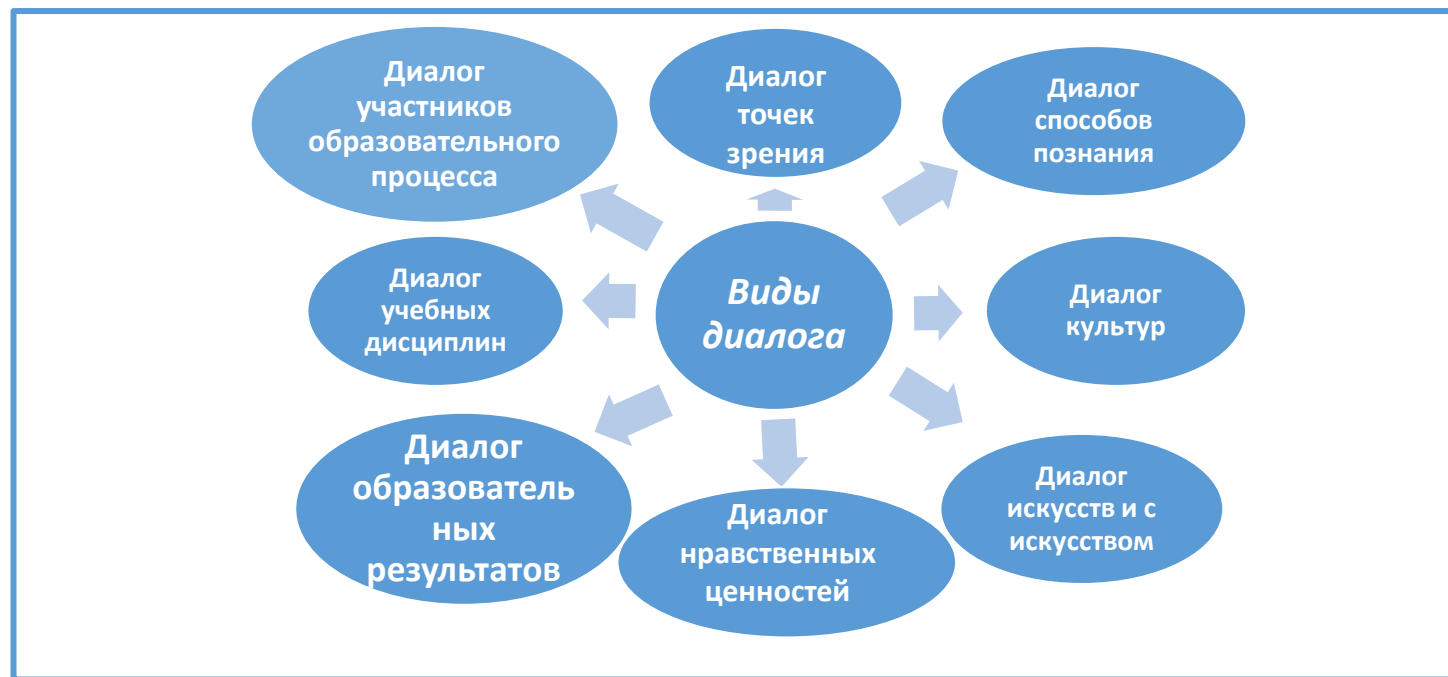 Диалог
участников
образовательного
процесса
Диалог
точек
зрения
Диалог
способов
познания
Диалог
учебных
дисциплин
Виды
диалога
Диалог
культур
Диалог
образователь
ных
результатов
Диалог
нравственных
ценностей
Диалог
искусств и с
искусством